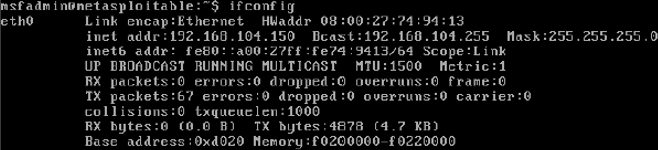 msfadmin@metasploitable:~$ ifconfig
eth0 Link encap:Ethernet HWaddr 08:00:27:74:94:13
inet addr:192.168.104.150 Bcast:192.168.104.255 Mask:255.255.255.0
inet6 addr: fe80::a00:27ff:fe74:9413/64 Scope:Link
UP BROADCAST RUNNING MULTICAST MTU:1500 Metric:1
RX packets:0 errors:0 dropped:0 overruns:0 frame:0
TX packets:67 errors:0 dropped:0 overruns:0 carrier:0
collisions:0 txqueuelen:1000
RX bytes:0 (0.0 B) TX bytes:4878 (4.7 KB)
Base address:0xd020 Memory:f0200000-f0220000